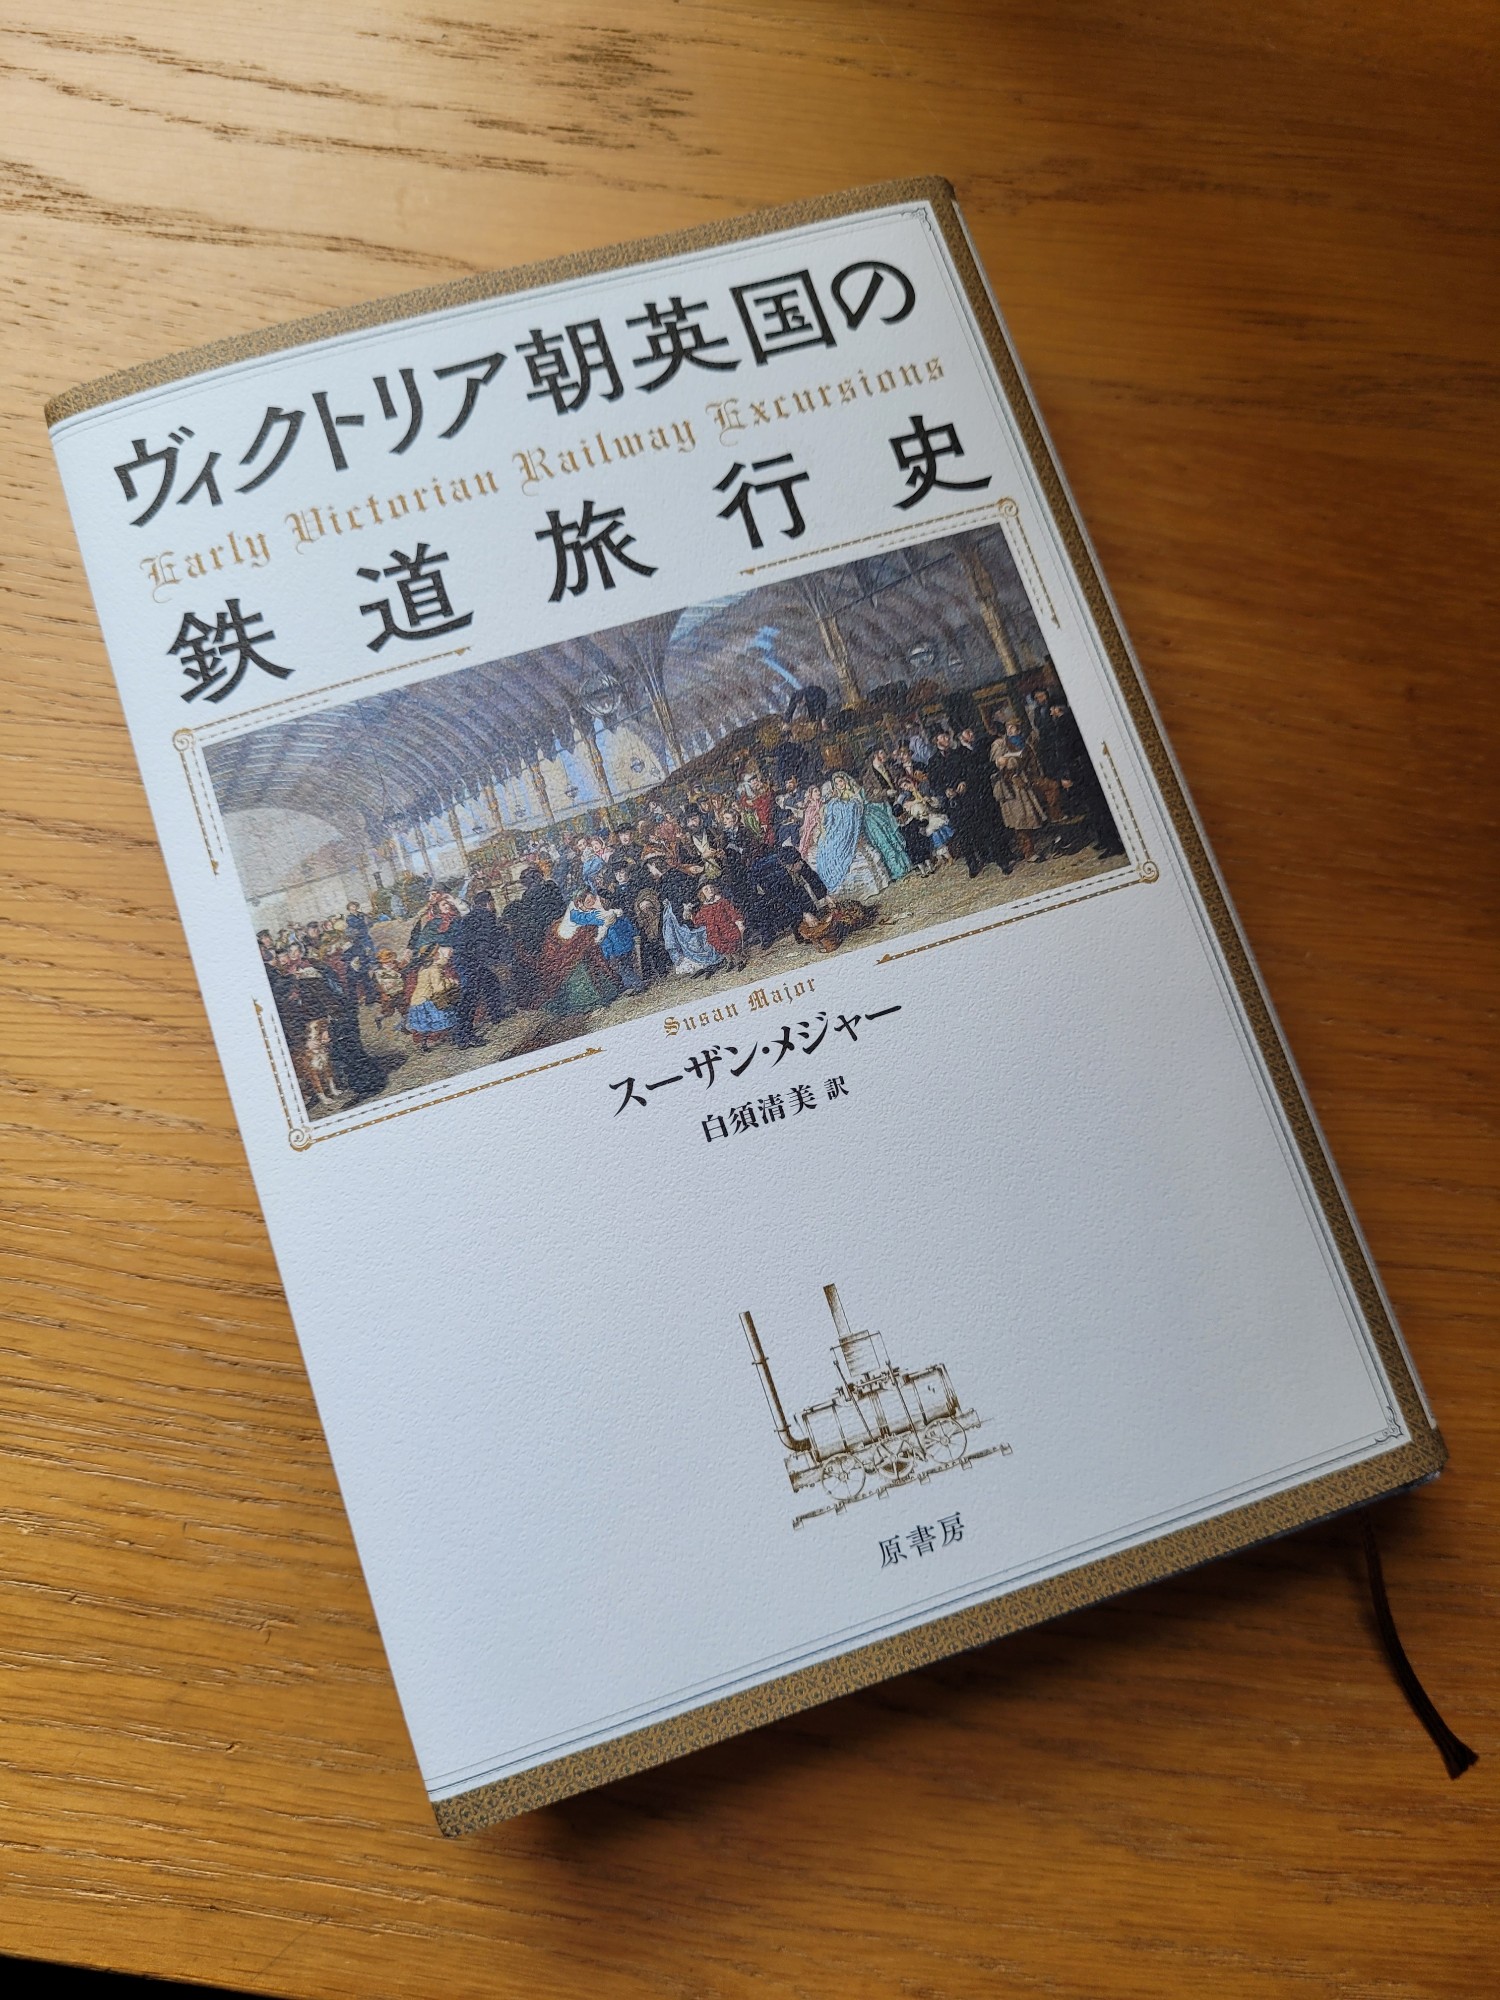 ヴィクトリア朝英国の
Early Victorian Railway Excursions
鉄道旅行史
Susan Major
スーザン・メジャー
白須清美 訳
原書房